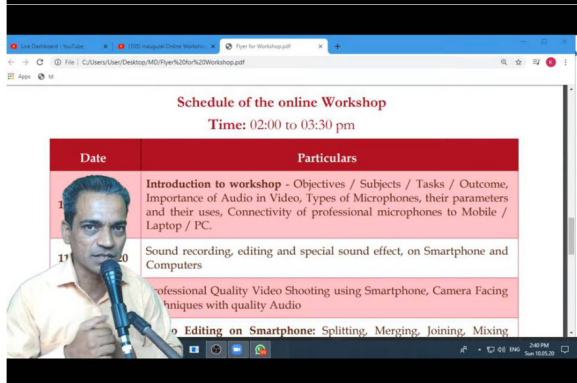 Live Dashboard - YouTube
Inaugural Online Worksho
Flyer for Workshop.pdf
File
C:/Users/User/Desktop/MD/Flyer%20for%20Workshop.pdf
Apps
M
Schedule of the online Workshop
Time: 02:00 to 03:30 pm
Date
Particulars
Introduction to workshop - Objectives / Subjects / Tasks / Outcome,
Importance of Audio in Video, Types of Microphones, their parameters
and their uses, Connectivity of professional microphones to Mobile /
Laptop / PC.
Sound recording, editing and special sound effect, on Smartphone and
Computers
Professional Quality Video Shooting using Smartphone, Camera Facing
Techniques with quality Audio
Editing on Smartphone: Splitting, Merging, Joining, Mixing
ENG
2:40 PM
Sun 10.05.20